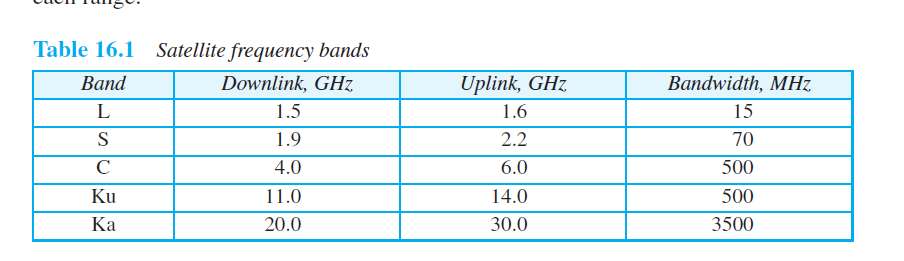 Table 16.1 Satellite frequency bands
Band Downlink, GHz Uplink, GHz Bandwidth, MHz
L 1.5 1.6 15
S 1.9 2.2 70
C 4.0 6.0 500
Ku 11.0 14.0 500
Ka 20.0 30.0 3500